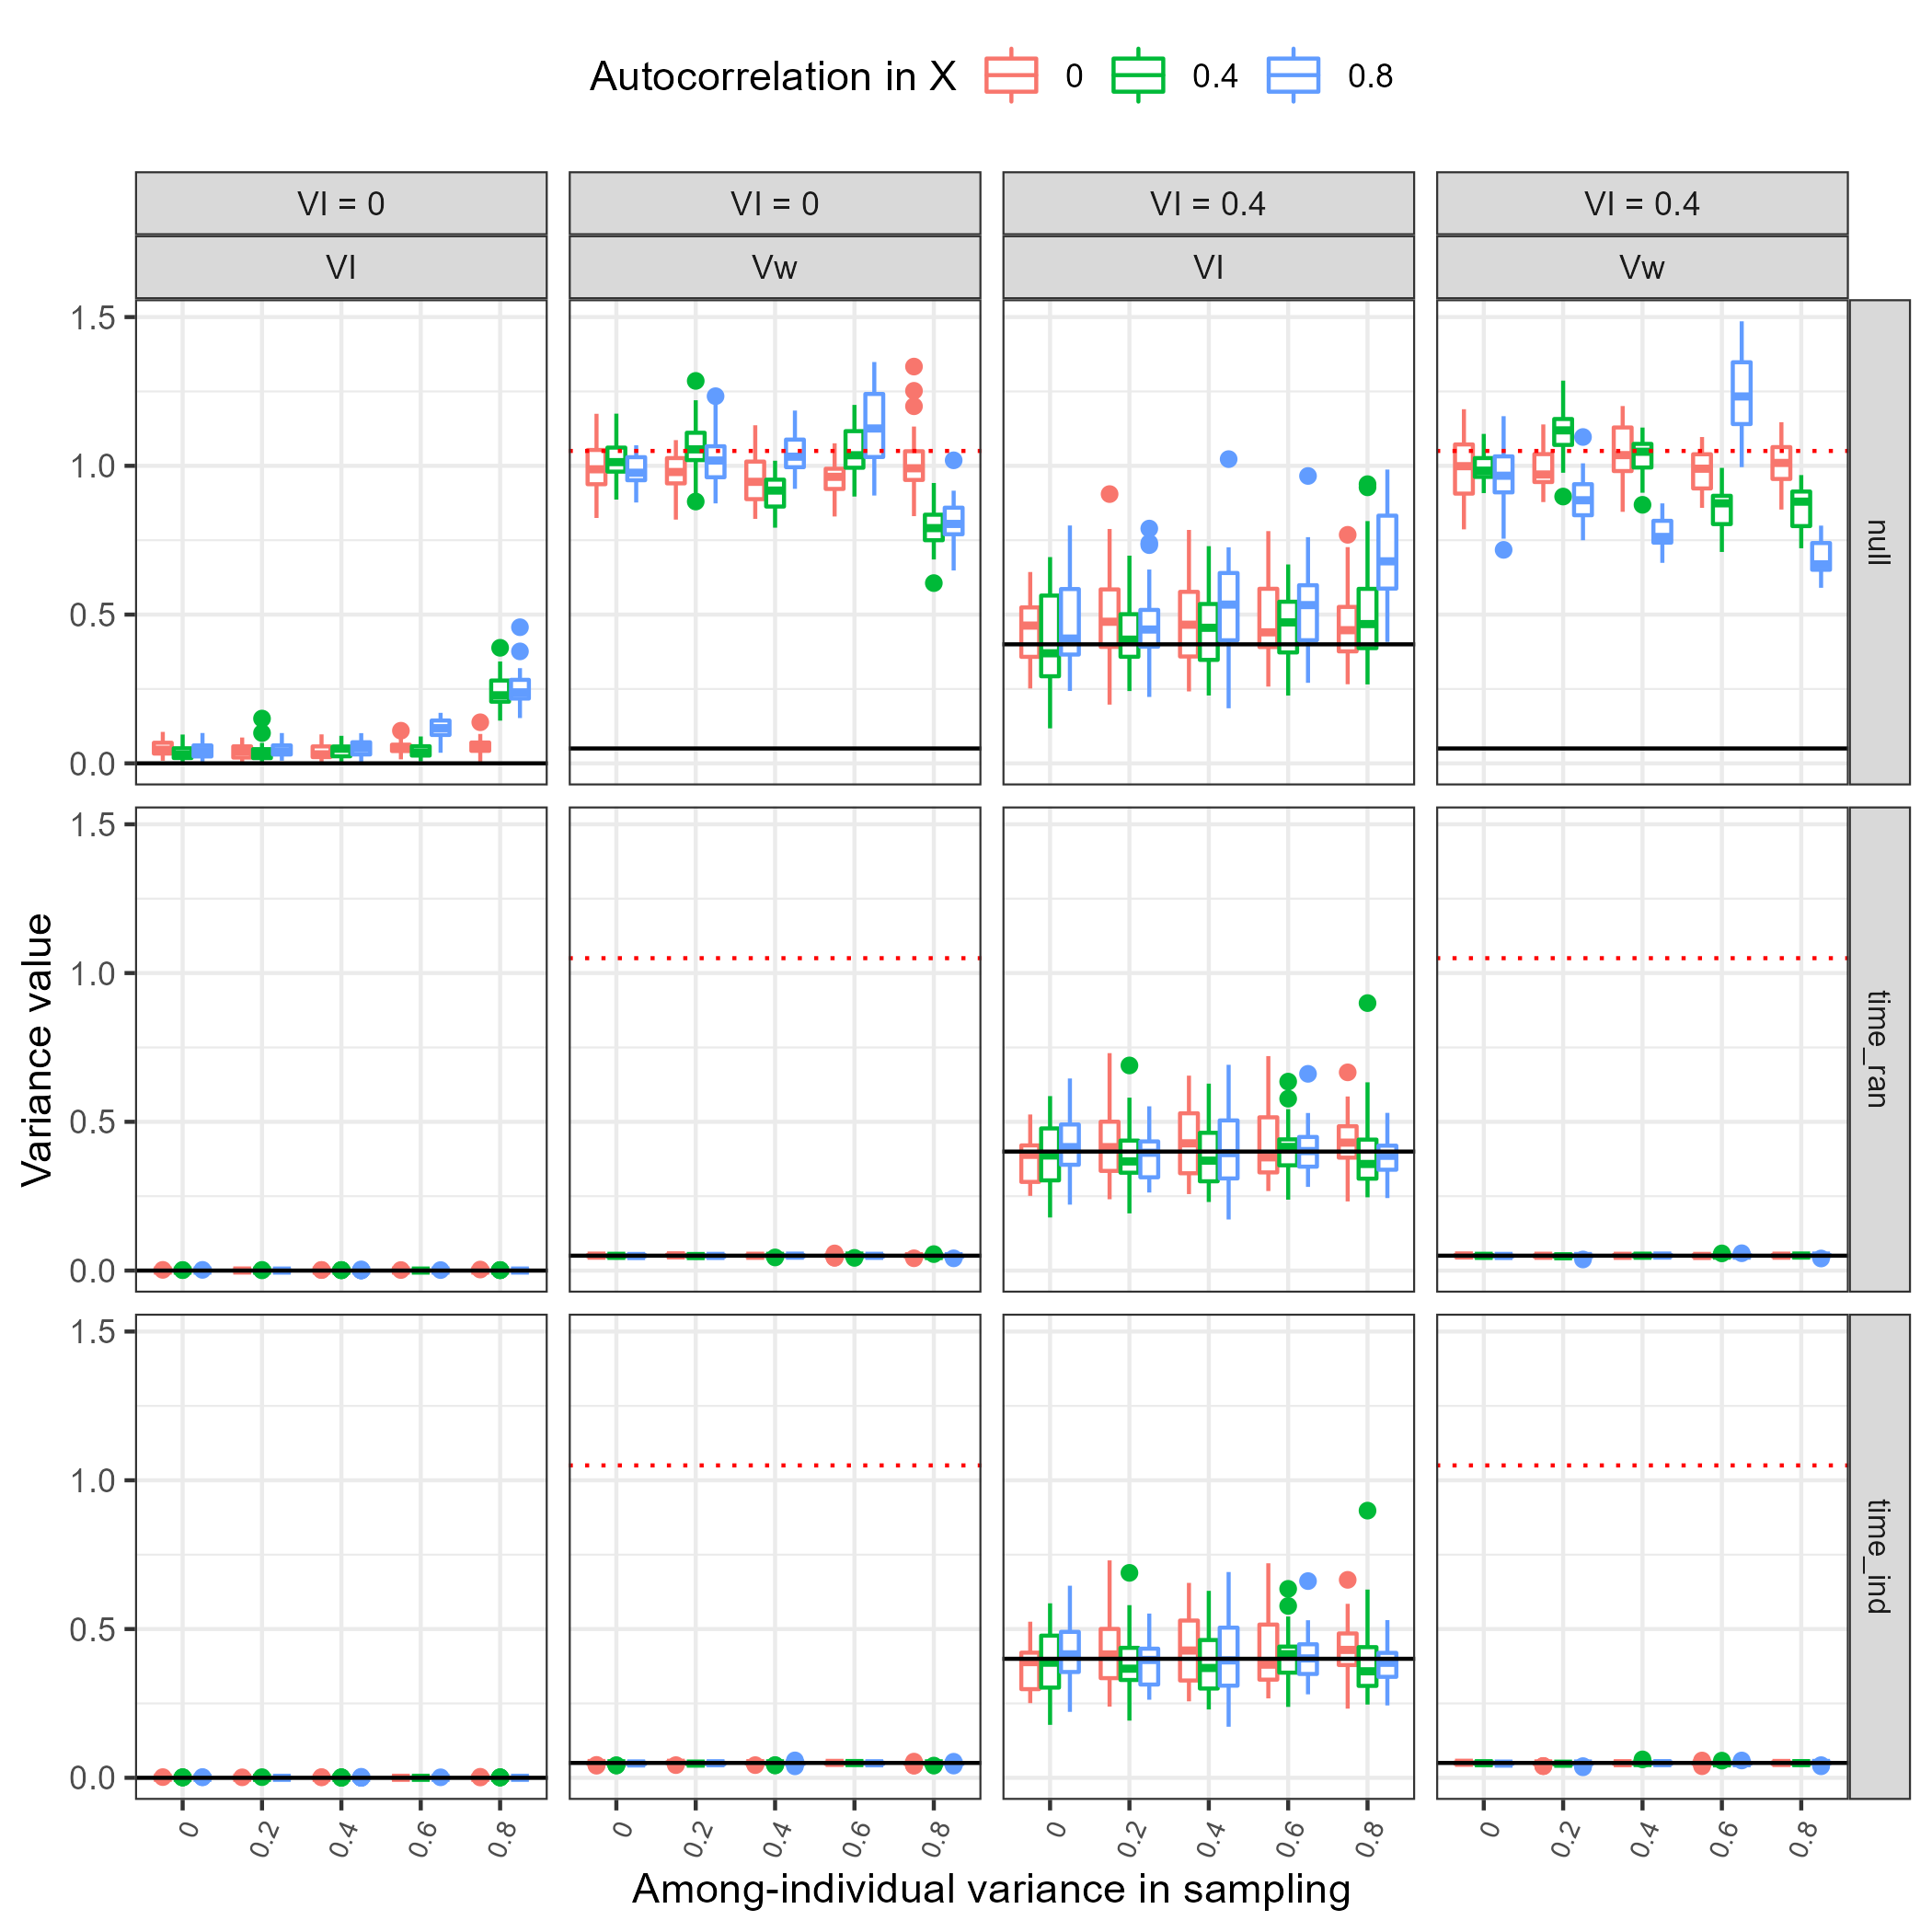 Autocorrelation in X 0 0.4 0.8
VI = 0 VI = 0 VI = 0.4 VI = 0.4
VI Vw VI Vw
1.5
1.0
0.5
0.0
null
1.5
1.0
0.5
0.0
time_ran
1.5
1.0
0.5
0.0
time_ind
Variance value
0 0.2 0.4 0.6 0.8 0 0.2 0.4 0.6 0.8 0 0.2 0.4 0.6 0.8 0 0.2 0.4 0.6 0.8
Among-individual variance in sampling